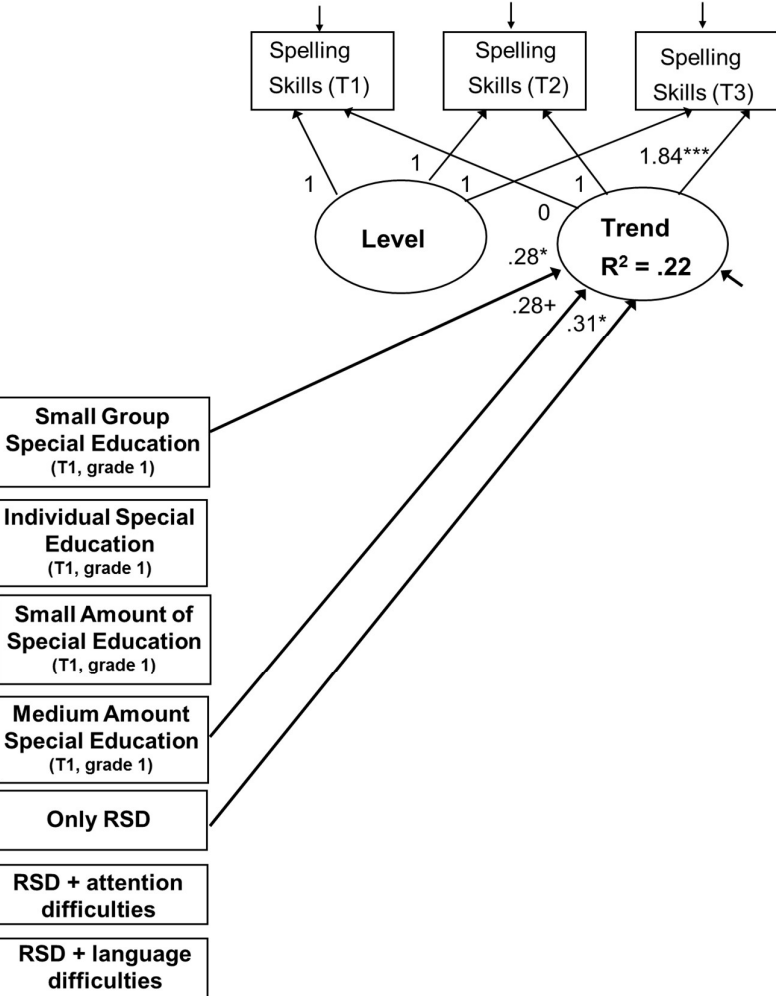 Spelling
Skills (T1)
Spelling
Skills (T2)
Spelling
Skills (T3)
1
1
1
0
1
1.84***
Level
Trend
R² = .22
.28*
.28+
.31*
Small Group
Special Education
(T1, grade 1)
Individual Special
Education
(T1, grade 1)
Small Amount of
Special Education
(T1, grade 1)
Medium Amount
Special Education
(T1, grade 1)
Only RSD
RSD + attention
difficulties
RSD + language
difficulties